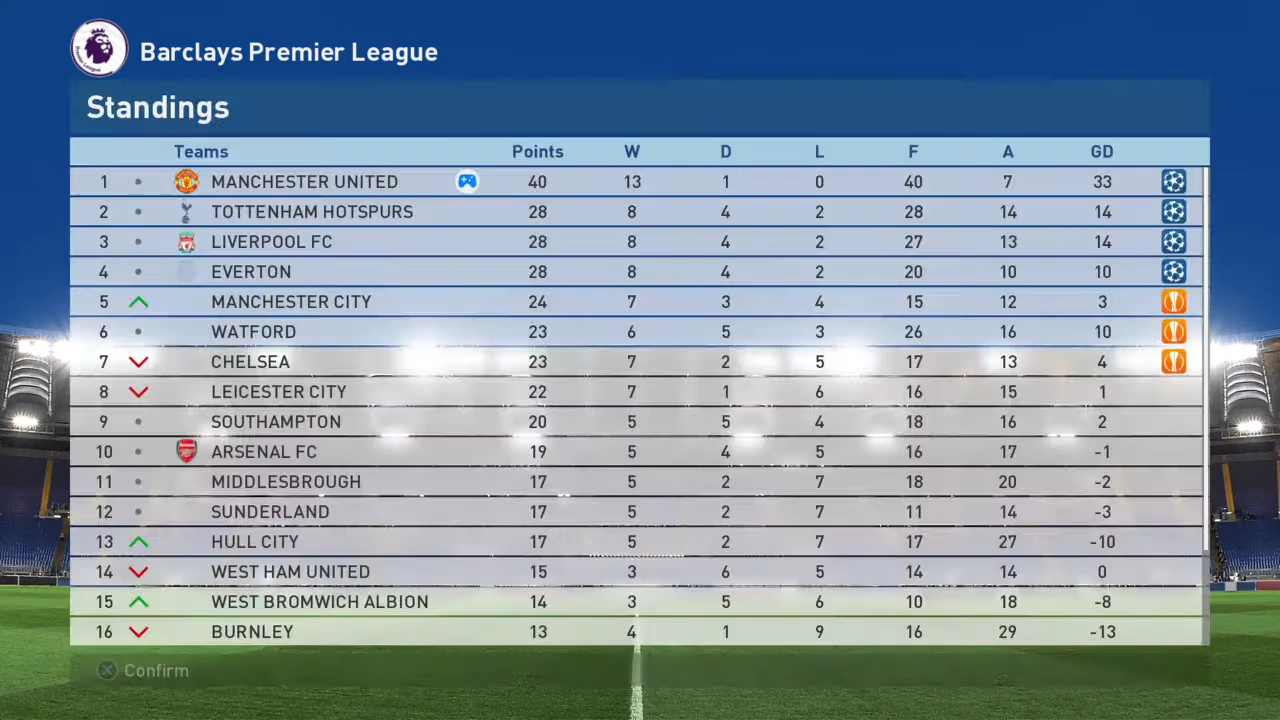 Barclays Premier League
Standings
Teams Points W D L F A GD
1 MANCHESTER UNITED 40 13 1 0 40 7 33
2 TOTTENHAM HOTSPURS 28 8 4 2 28 14 14
3 LIVERPOOL FC 28 8 4 2 27 13 14
4 EVERTON 28 8 4 2 20 10 10
5 MANCHESTER CITY 24 7 3 4 15 12 3
6 WATFORD 23 6 5 3 26 16 10
7 CHELSEA 23 7 2 5 17 13 4
8 LEICESTER CITY 22 7 1 6 16 15 1
9 SOUTHAMPTON 20 5 5 4 18 16 2
10 ARSENAL FC 19 5 4 5 16 17 -1
11 MIDDLESBROUGH 17 5 2 7 18 20 -2
12 SUNDERLAND 17 5 2 7 11 14 -3
13 HULL CITY 17 5 2 7 17 27 -10
14 WEST HAM UNITED 15 3 6 5 14 14 0
15 WEST BROMWICH ALBION 14 3 5 6 10 18 -8
16 BURNLEY 13 4 1 9 16 29 -13
Confirm